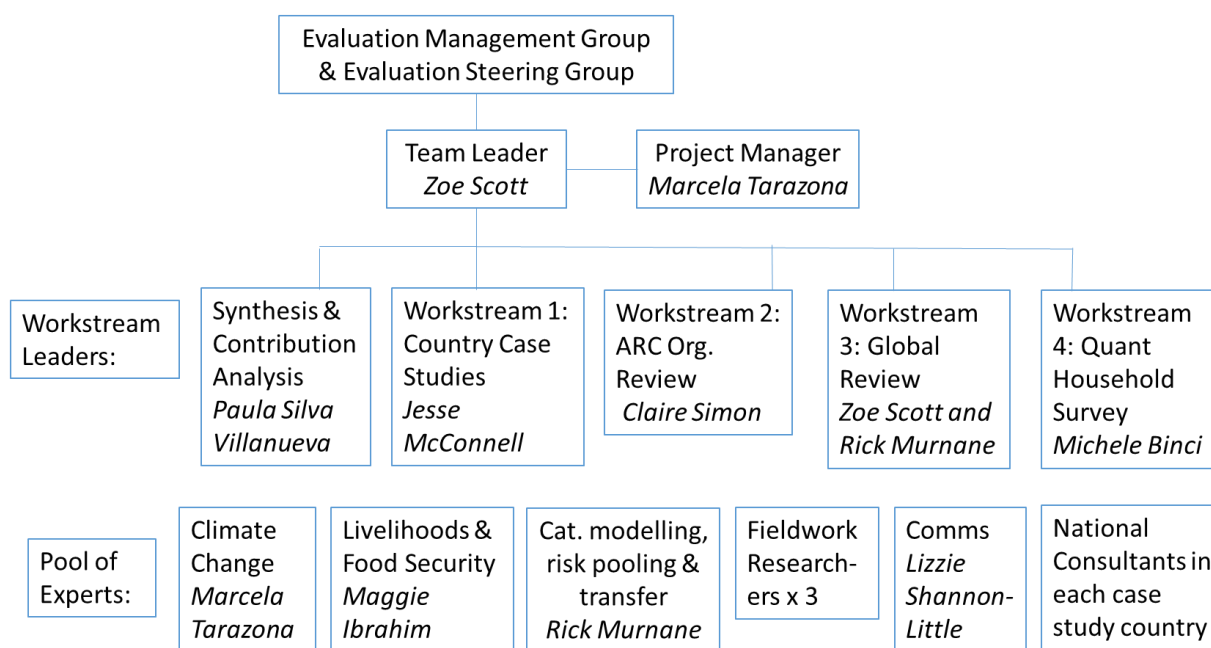 Evaluation Management Group
& Evaluation Steering Group
Team Leader
Zoe Scott
Project Manager
Marcela Tarazona
Workstream
Leaders:
Synthesis &
Contribution
Analysis
Paula Silva
Villanueva
Workstream 1:
Country Case
Studies
Jesse
McConnell
Workstream 2:
ARC Org.
Review
Claire Simon
Workstream
3: Global
Review
Zoe Scott and
Rick Murnane
Workstream
4: Quant
Household
Survey
Michele Binci
Pool of
Experts:
Climate
Change
Marcela
Tarazona
Livelihoods &
Food Security
Maggie
Ibrahim
Cat. modelling,
risk pooling &
transfer
Rick Murnane
Fieldwork
Research-
ers x 3
Comms
Lizzie
Shannon-
Little
National
Consultants in
each case
study country